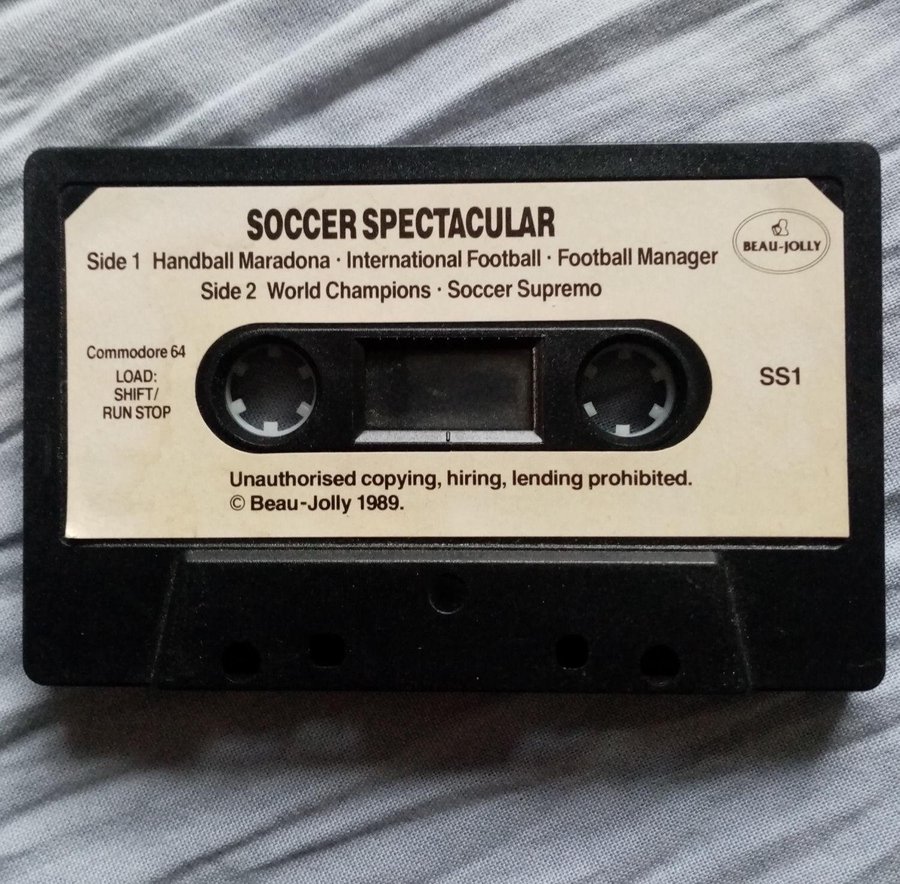 SOCCER SPECTACULAR
Side 1 Handball Maradona · International Football · Football Manager
Side 2 World Champions · Soccer Supremo
BEAU-JOLLY
Commodore 64
LOAD:
SHIFT/
RUN STOP
SS1
Unauthorised copying, hiring, lending prohibited.
© Beau-Jolly 1989.